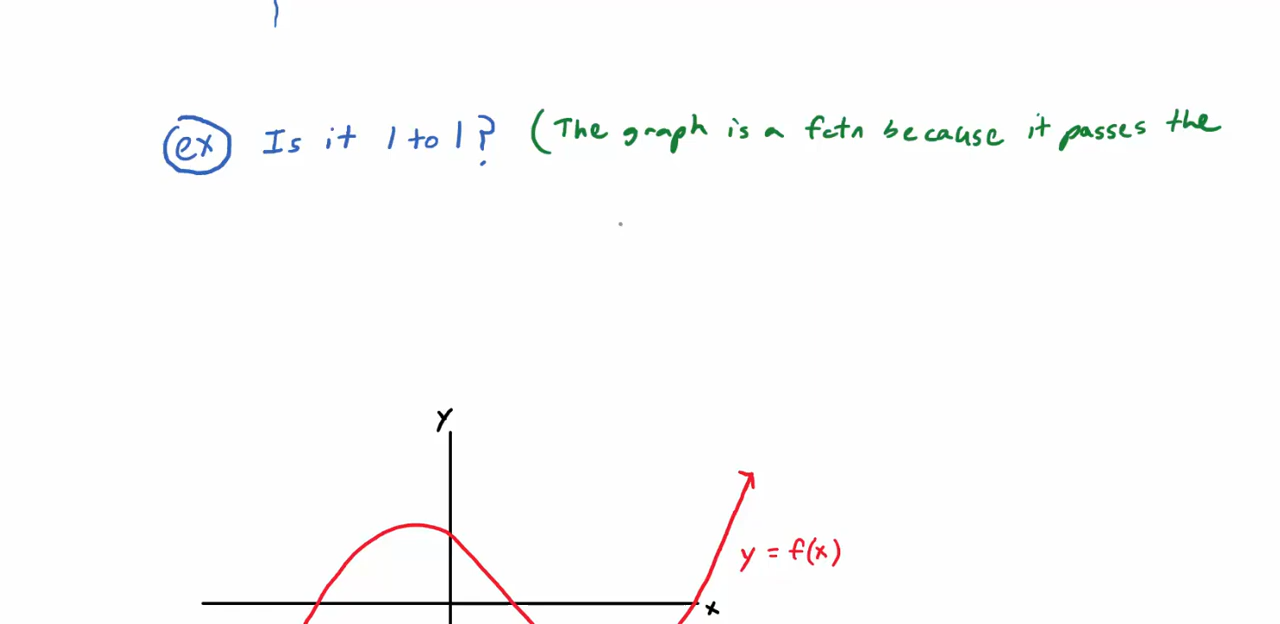 ex Is it 1 to 1? (The graph is a fctn because it passes the
y
y = f(x)
x